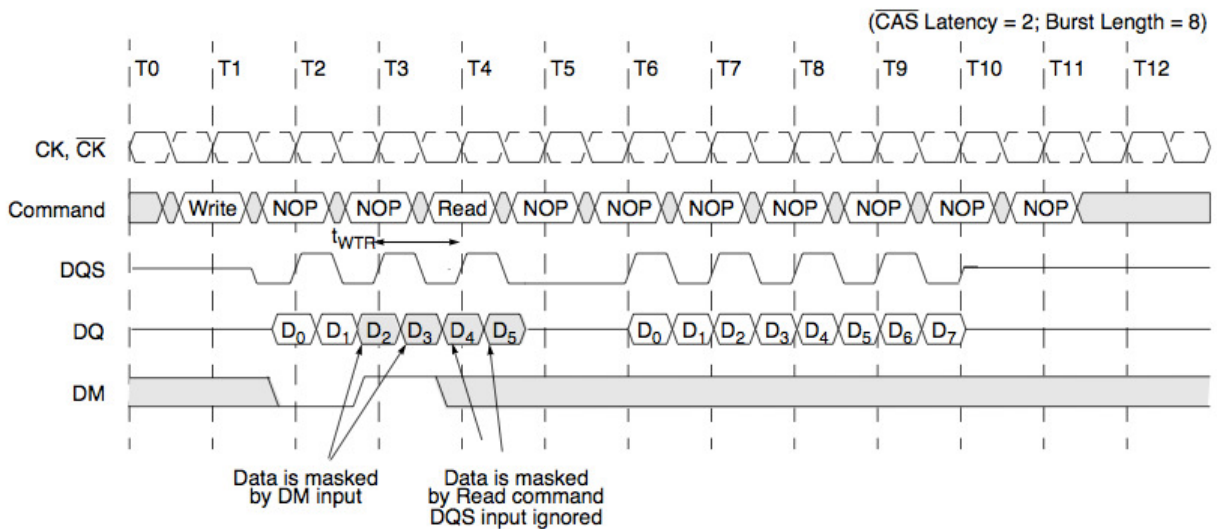 (CAS Latency = 2; Burst Length = 8)
T0 T1 T2 T3 T4 T5 T6 T7 T8 T9 T10 T11 T12
CK, CK
Command Write NOP NOP Read NOP NOP NOP NOP NOP NOP NOP
tWTR
DQS
DQ D0 D1 D2 D3 D4 D5 D0 D1 D2 D3 D4 D5 D6 D7
DM
Data is masked
by DM input
Data is masked
by Read command
DQS input ignored